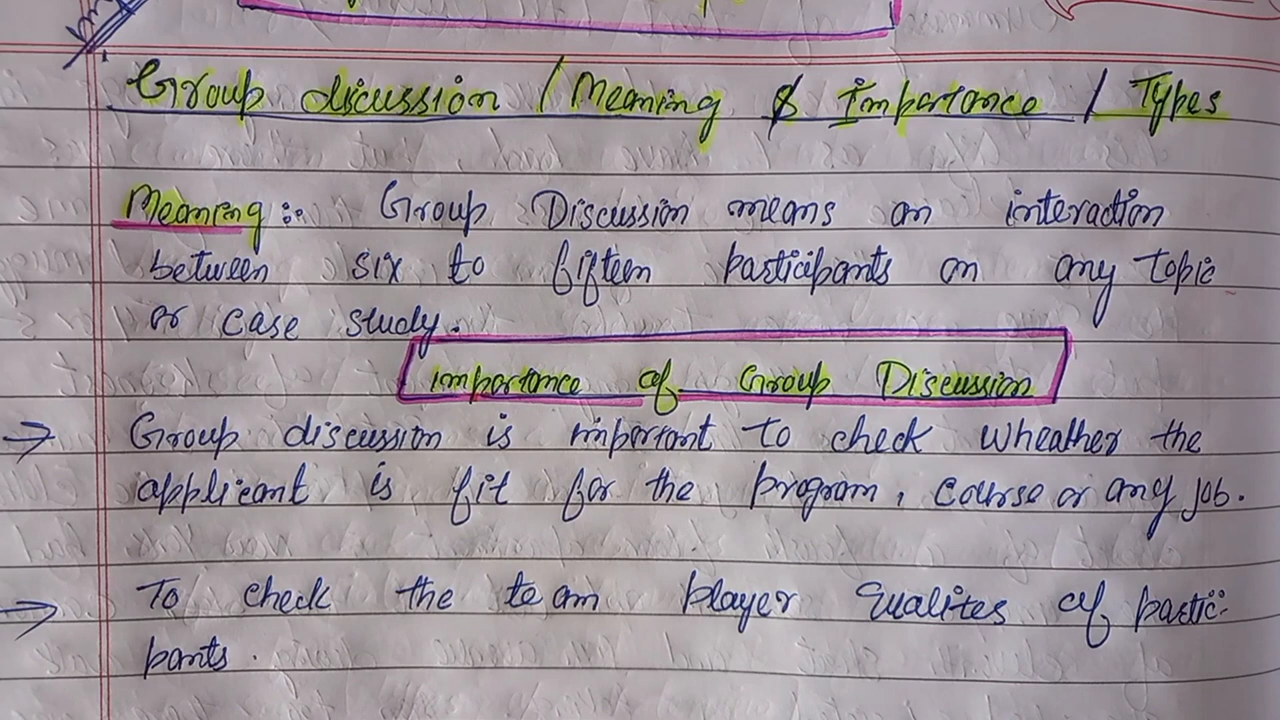 Group discussion / Meaning & Importance / Types
Meaning :- Group Discussion means an interaction
between six to fifteen participants on any topic
or case study.
importance of Group Discussion
→ Group discussion is important to check wheather the
applicant is fit for the program, course or any job.
→ To check the team player qualites of partici-
pants.